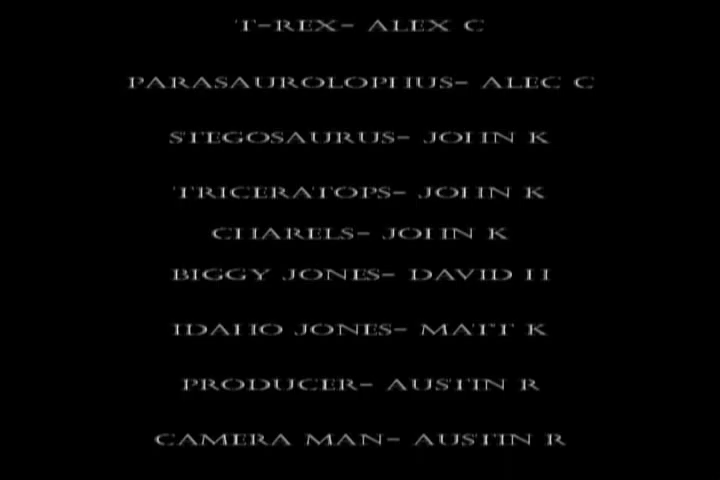 T-REX- ALEX C
PARASAUROLOPHUS- ALEC C
STEGOSAURUS- JOHN K
TRICERATOPS- JOHN K
CHARELS- JOHN K
BIGGY JONES- DAVID H
IDAHO JONES- MATT K
PRODUCER- AUSTIN R
CAMERA MAN- AUSTIN R